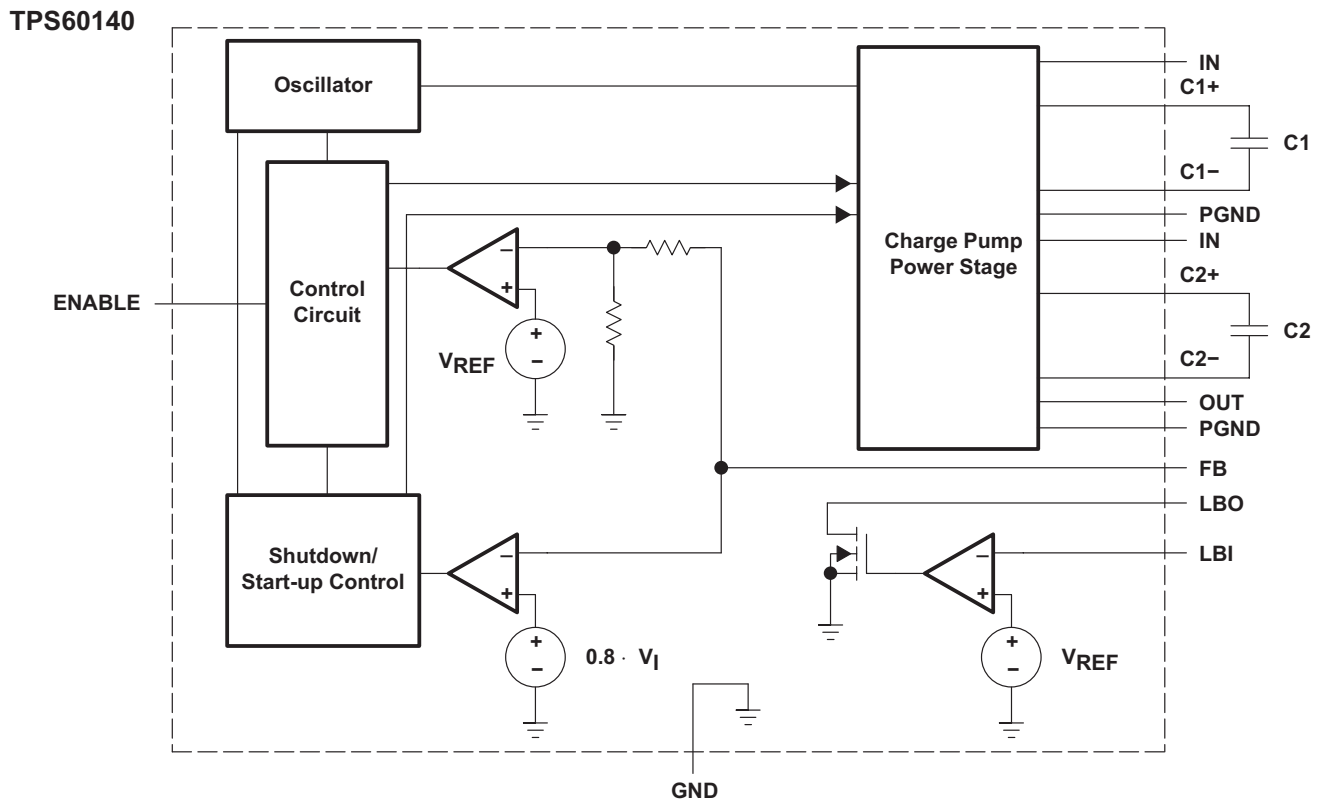 TPS60140
Oscillator
IN
C1+
C1
C1−
PGND
IN
Charge Pump
Power Stage
C2+
C2
C2−
OUT
PGND
ENABLE
Control
Circuit
−
+
+
−
VREF
FB
LBO
LBI
Shutdown/
Start-up Control
−
+
+
−
0.8 · VI
−
+
+
−
VREF
GND